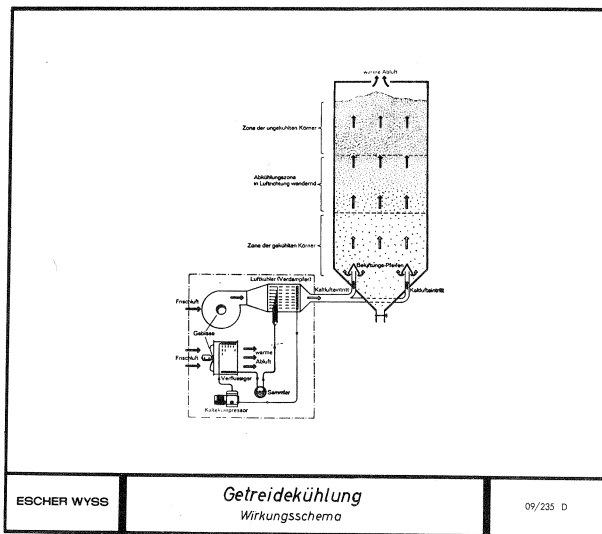 warme Abluft
Zone der ungekühlten Körner
Abkühlungszone
in Luftrichtung wandernd
Zone der gekühlten Körner
Belüftungs-Pfeifen
Luftkühler (Verdampfer)
Kaltlufteintritt
Kaltlufteintritt
Frischluft
Gebläse
Frischluft
warme
Abluft
Verflüssiger
Sammler
Kältekompressor
ESCHER WYSS
Getreidekühlung
Wirkungsschema
09/235 D